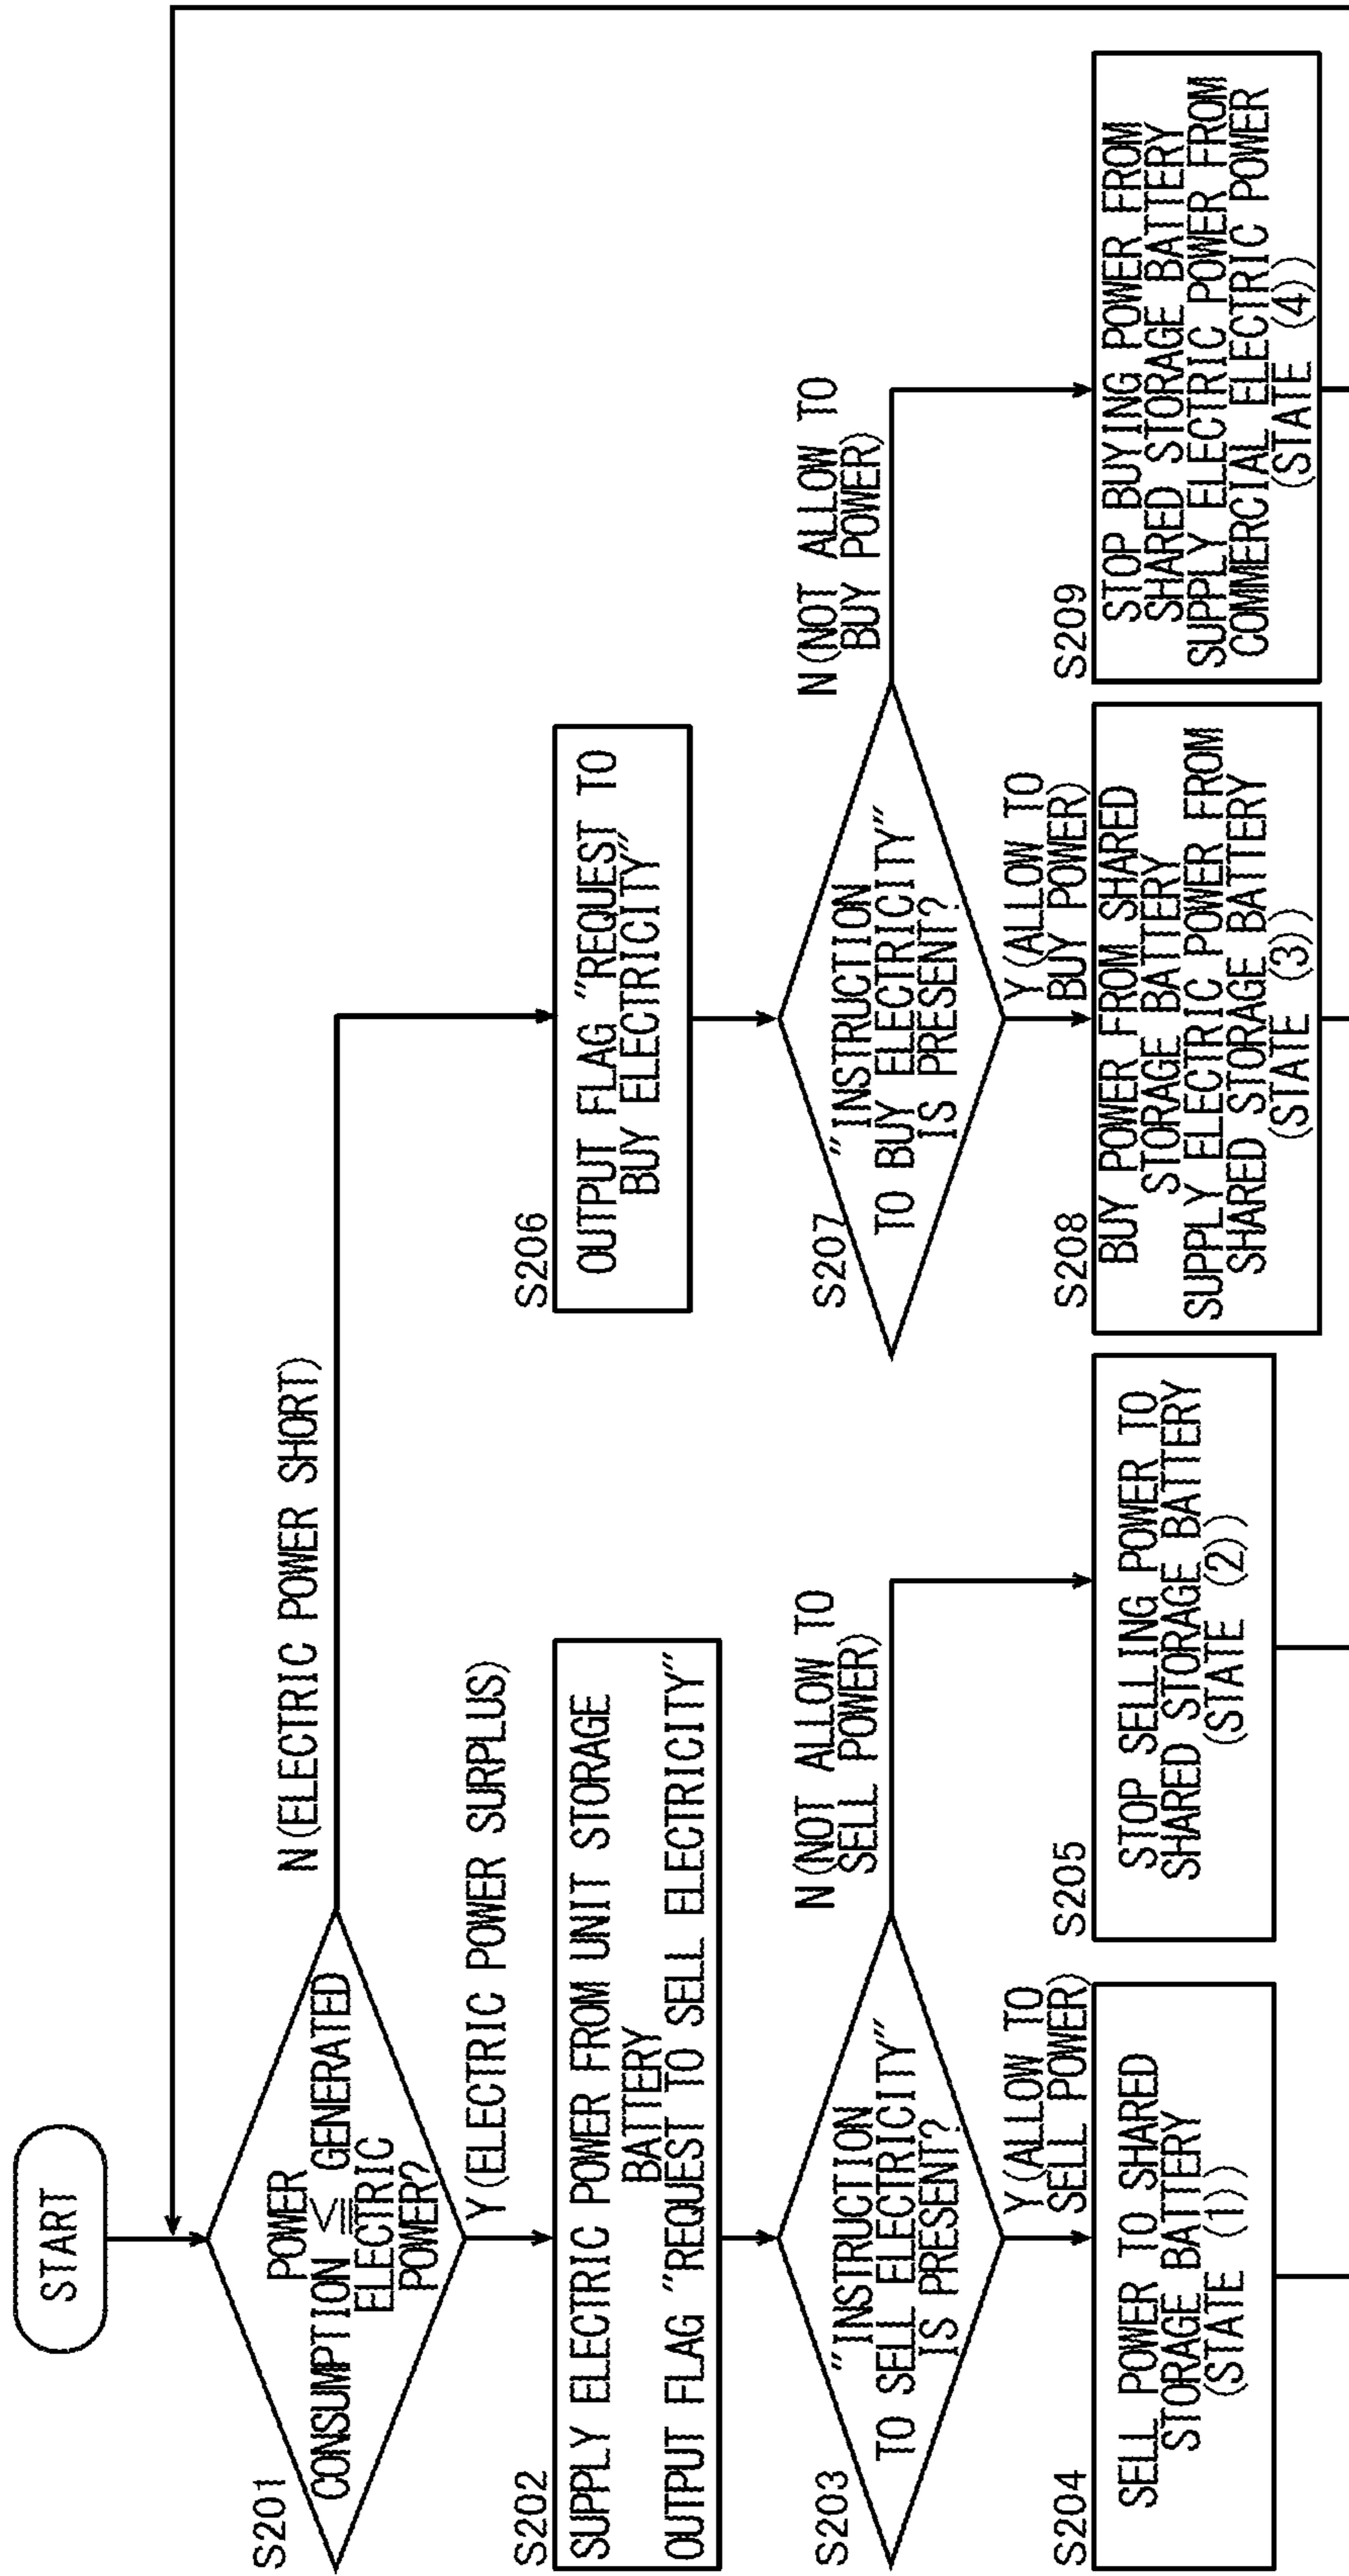 START
S201
POWER
CONSUMPTION ≦ GENERATED
ELECTRIC
POWER?
N(ELECTRIC POWER SHORT)
Y(ELECTRIC POWER SURPLUS)
S202
SUPPLY ELECTRIC POWER FROM UNIT STORAGE
BATTERY
OUTPUT FLAG "REQUEST TO SELL ELECTRICITY"
S203
"INSTRUCTION
TO SELL ELECTRICITY"
IS PRESENT?
N(NOT ALLOW TO
SELL POWER)
Y(ALLOW TO
SELL POWER)
S204
SELL POWER TO SHARED
STORAGE BATTERY
(STATE (1))
S205
STOP SELLING POWER TO
SHARED STORAGE BATTERY
(STATE (2))
S206
OUTPUT FLAG "REQUEST TO
BUY ELECTRICITY"
S207
"INSTRUCTION
TO BUY ELECTRICITY"
IS PRESENT?
N(NOT ALLOW TO
BUY POWER)
Y(ALLOW TO
BUY POWER)
S208
BUY POWER FROM SHARED
STORAGE BATTERY
SUPPLY ELECTRIC POWER FROM
SHARED STORAGE BATTERY
(STATE (3))
S209
STOP BUYING POWER FROM
SHARED STORAGE BATTERY
SUPPLY ELECTRIC POWER FROM
COMMERCIAL ELECTRIC POWER
(STATE (4))